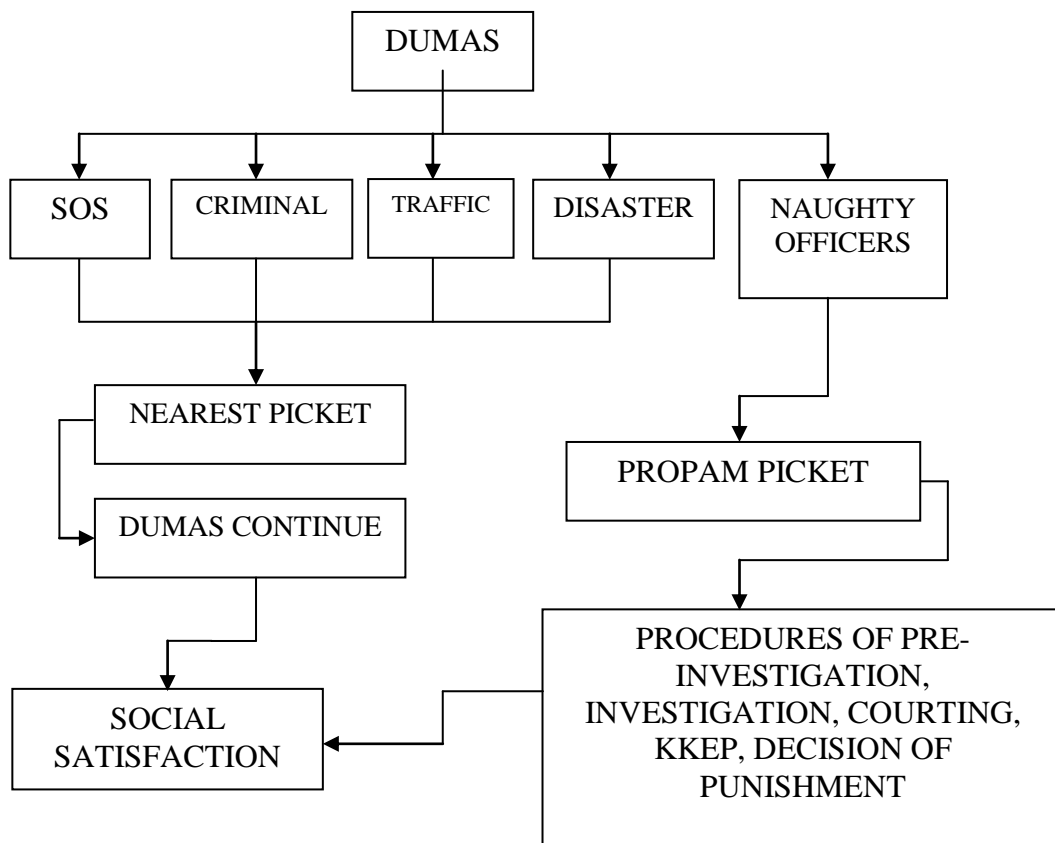 DUMAS
SOS
CRIMINAL
TRAFFIC
DISASTER
NAUGHTY
OFFICERS
NEAREST PICKET
PROPAM PICKET
DUMAS CONTINUE
PROCEDURES OF PRE-
INVESTIGATION,
INVESTIGATION, COURTING,
KKEP, DECISION OF
PUNISHMENT
SOCIAL
SATISFACTION